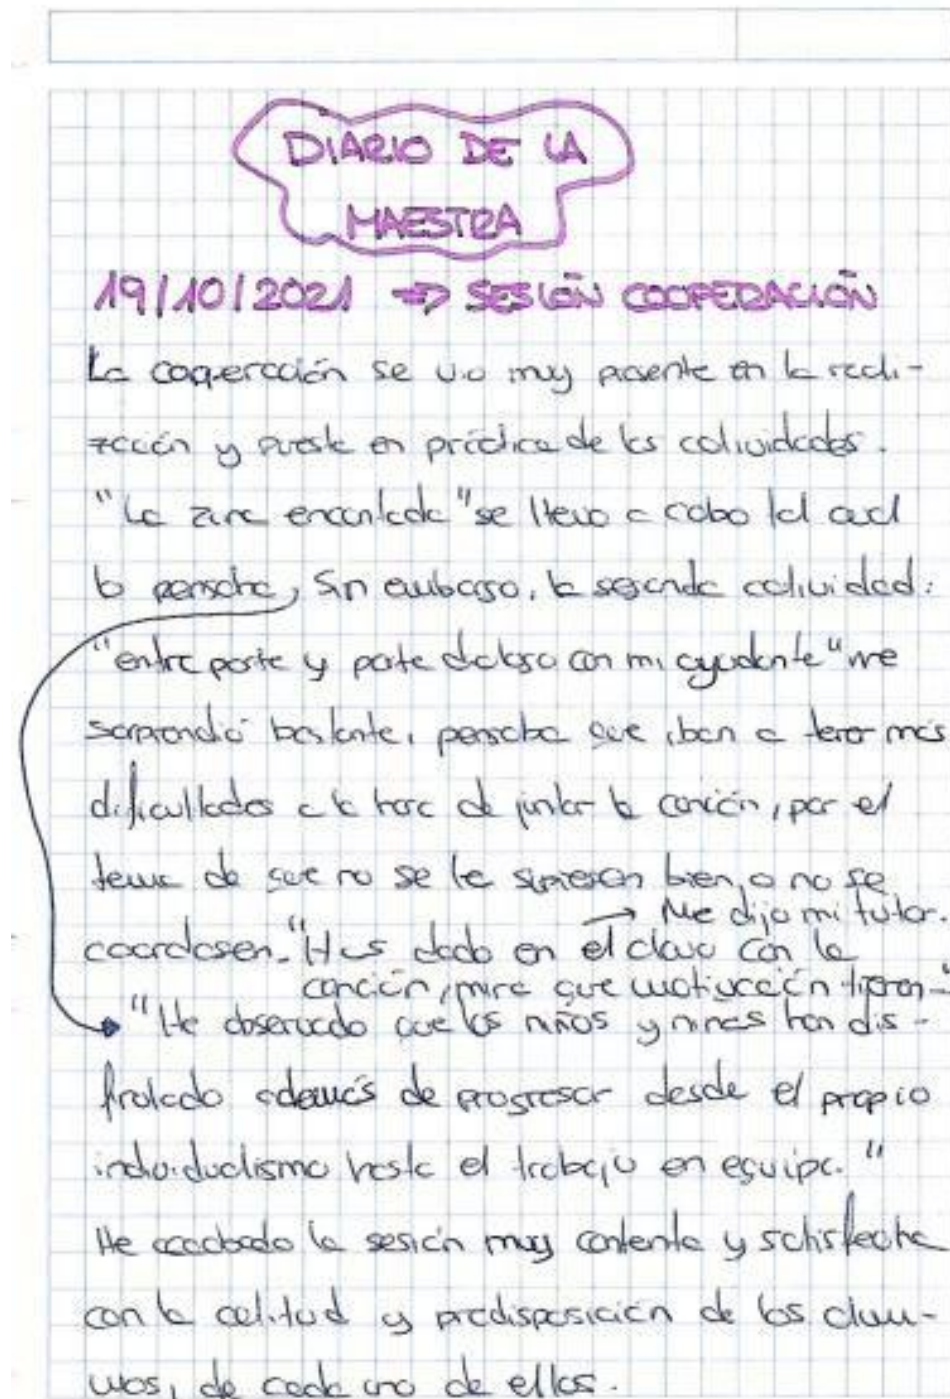 DIARIO DE LA
MAESTRA
19/10/2021 => SESIÓN COOPERACIÓN
La cooperación se vio muy presente en la reali-
zación y puesta en práctica de las actividades.
"La zona encantada" se llevo a cabo tal cual
lo pensaba, Sin embargo, la segunda actividad:
"entre parte y parte dialogo con mi ayudante" me
sorprendió bastante, pensaba que iban a tener más
dificultades a la hora de juntar la canción, por el
tema de que no se la supiesen bien, o no se
coordasen. "Has dado en el clavo con la
→ Me dijo mi tutor.
canción, mira que motivación tienen-"
"He observado que los niños y ninas han dis-
frutado además de progresar desde el propio
individualismo hasta el trabajo en equipo."
He acabado la sesión muy contenta y satisfecha
con la actitud y predisposición de los alum-
nos, de cada uno de ellos.